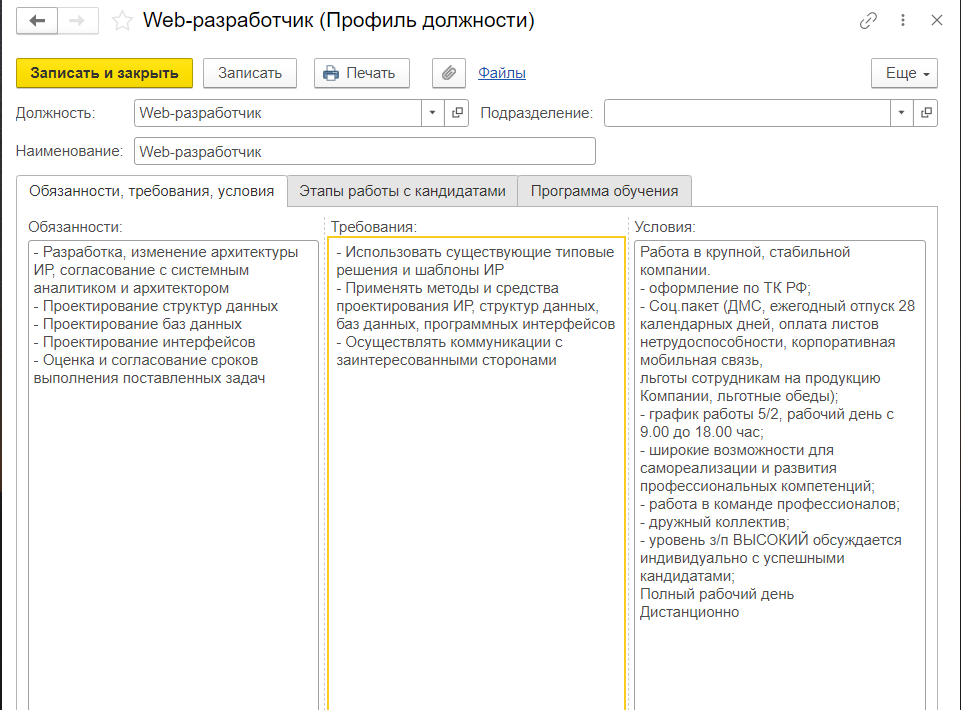 Web-разработчик (Профиль должности)
Записать и закрыть
Записать
Печать
Файлы
Еще
Должность:
Web-разработчик
Подразделение:
Наименование:
Web-разработчик
Обязанности, требования, условия
Этапы работы с кандидатами
Программа обучения
Обязанности:
- Разработка, изменение архитектуры
ИР, согласование с системным
аналитиком и архитектором
- Проектирование структур данных
- Проектирование баз данных
- Проектирование интерфейсов
- Оценка и согласование сроков
выполнения поставленных задач
Требования:
- Использовать существующие типовые
решения и шаблоны ИР
- Применять методы и средства
проектирования ИР, структур данных,
баз данных, программных интерфейсов
- Осуществлять коммуникации с
заинтересованными сторонами
Условия:
Работа в крупной, стабильной
компании.
- оформление по ТК РФ;
- Соц.пакет (ДМС, ежегодный отпуск 28
календарных дней, оплата листов
нетрудоспособности, корпоративная
мобильная связь,
льготы сотрудникам на продукцию
Компании, льготные обеды);
- график работы 5/2, рабочий день с
9.00 до 18.00 час;
- широкие возможности для
самореализации и развития
профессиональных компетенций;
- работа в команде профессионалов;
- дружный коллектив;
- уровень з/п ВЫСОКИЙ обсуждается
индивидуально с успешными
кандидатами;
Полный рабочий день
Дистанционно